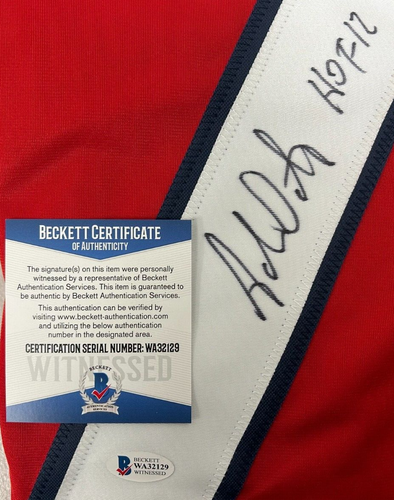 HOF-12
BECKETT CERTIFICATE
OF AUTHENTICITY
The signature(s) on this item were personally
witnessed by a representative of Beckett
Authentication Services. This item is guaranteed
to be authentic by Beckett Authentication Services.
This authentication can be verified by
visiting www.beckett-authentication.com
and utilizing the below authentication
number in the designated area.
CERTIFICATION SERIAL NUMBER: WA32129
WITNESSED
BECKETT
B
AUTHENTICATION
SERVICES
B
BECKETT
WA32129
WITNESSED